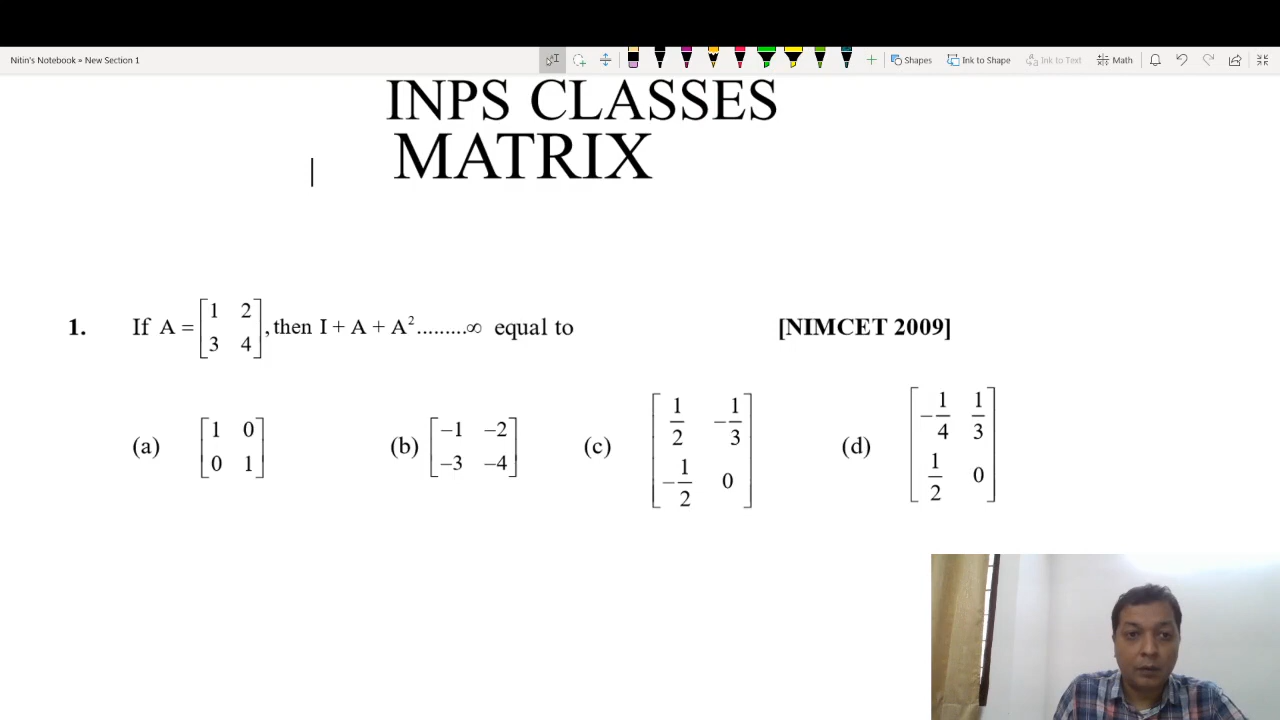 Nitin's Notebook » New Section 1
Shapes Ink to Shape Ink to Text Math
INPS CLASSES
MATRIX
1. If A = [1 2; 3 4], then I + A + A² .........∞ equal to [NIMCET 2009]
(a) [1 0; 0 1] (b) [−1 −2; −3 −4] (c) [1/2 −1/3; −1/2 0] (d) [−1/4 1/3; 1/2 0]